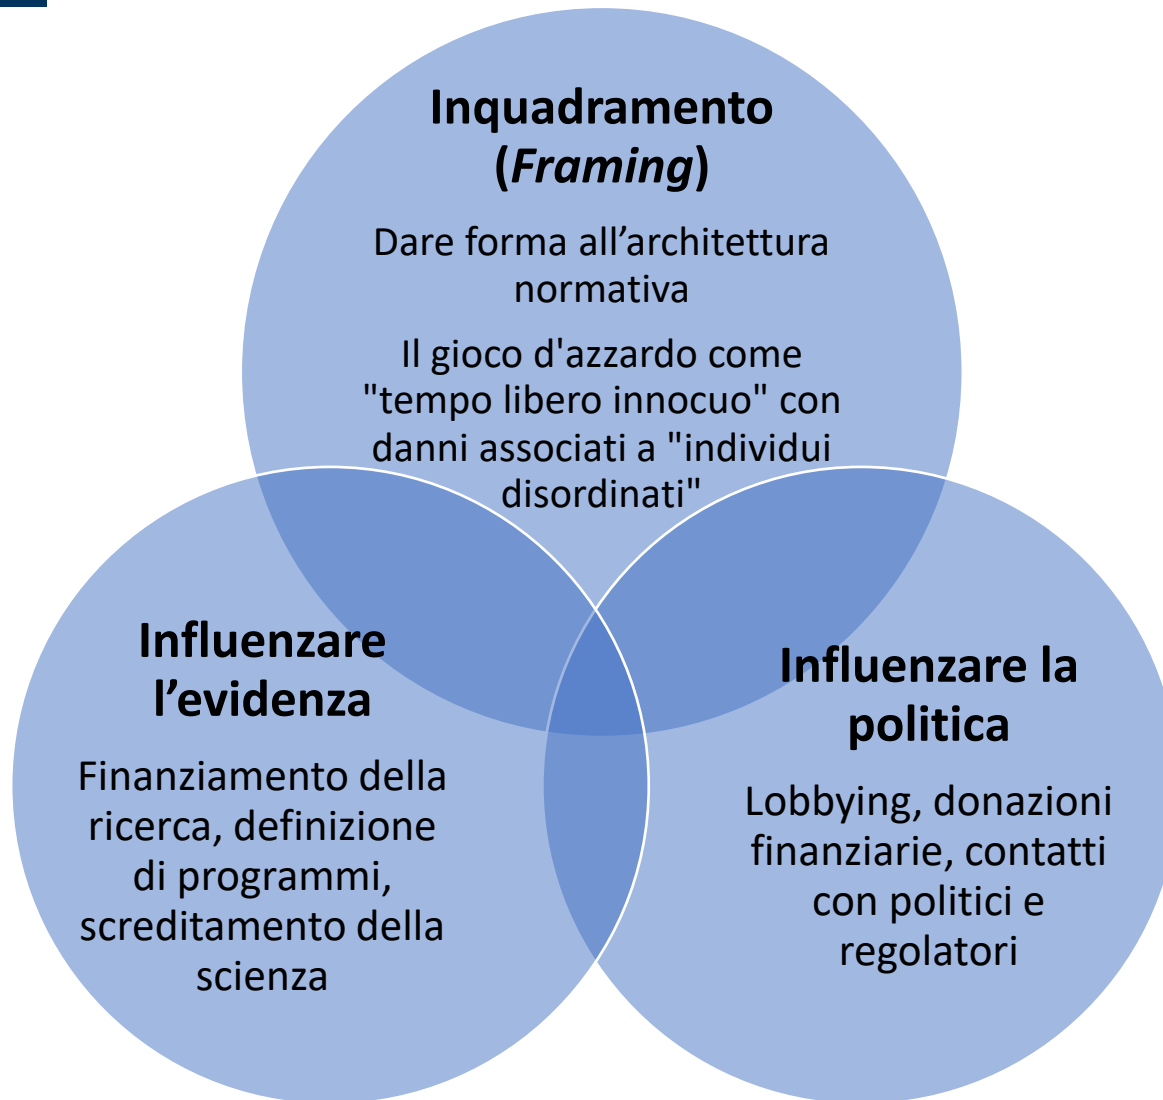 Inquadramento
(Framing)
Dare forma all’architettura
normativa
Il gioco d'azzardo come
"tempo libero innocuo" con
danni associati a "individui
disordinati"
Influenzare
l’evidenza
Finanziamento della
ricerca, definizione
di programmi,
screditamento della
scienza
Influenzare la
politica
Lobbying, donazioni
finanziarie, contatti
con politici e
regolatori